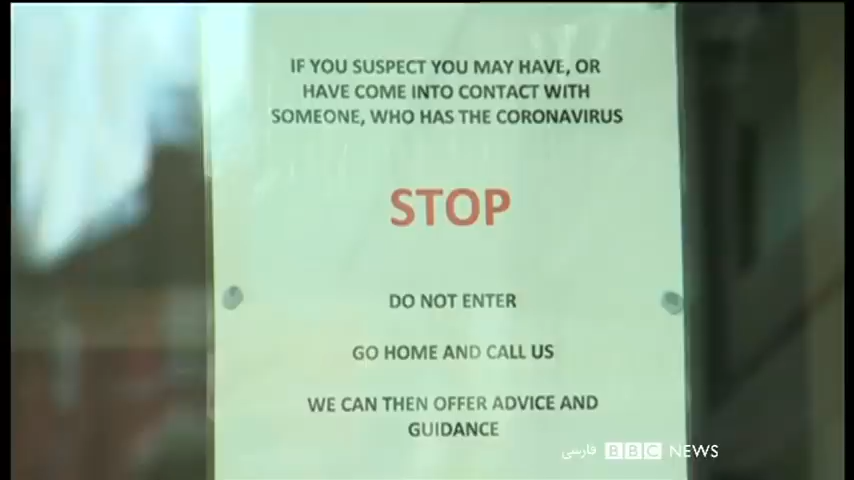 IF YOU SUSPECT YOU MAY HAVE, OR
HAVE COME INTO CONTACT WITH
SOMEONE, WHO HAS THE CORONAVIRUS
STOP
DO NOT ENTER
GO HOME AND CALL US
WE CAN THEN OFFER ADVICE AND
GUIDANCE
فارسی BBC NEWS